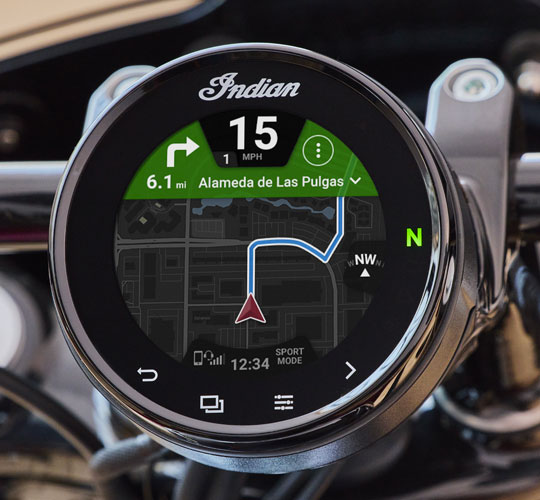 Indian
15
1 MPH
6.1 mi Alameda de Las Pulgas
N
W NW N
12:34 SPORT
MODE